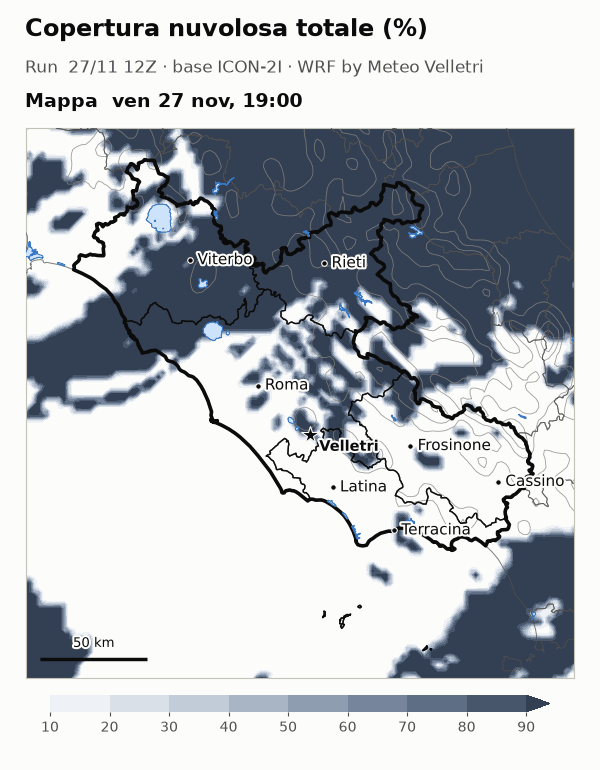 Copertura nuvolosa totale (%)
Run  27/11 12Z · base ICON-2I · WRF by Meteo Velletri
Mappa  ven 27 nov, 19:00
Viterbo
Rieti
Roma
Velletri
Frosinone
Cassino
Latina
Terracina
50 km
10 20 30 40 50 60 70 80 90